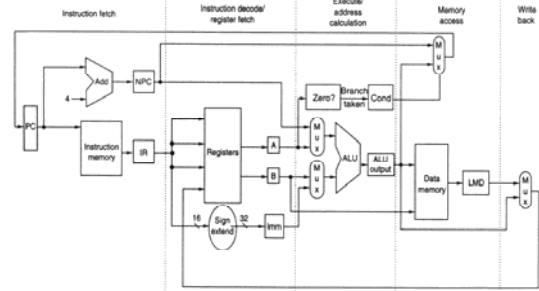 Instruction fetch
Instruction decode/
register fetch
Execute/
address
calculation
Memory
access
Write
back
Add
NPC
4
PC
Instruction
memory
IR
Registers
A
B
16
Sign
extend
32
Imm
Zero?
Branch
taken
Cond
M
u
x
M
u
x
M
u
x
ALU
ALU
output
Data
memory
LMD
M
u
x